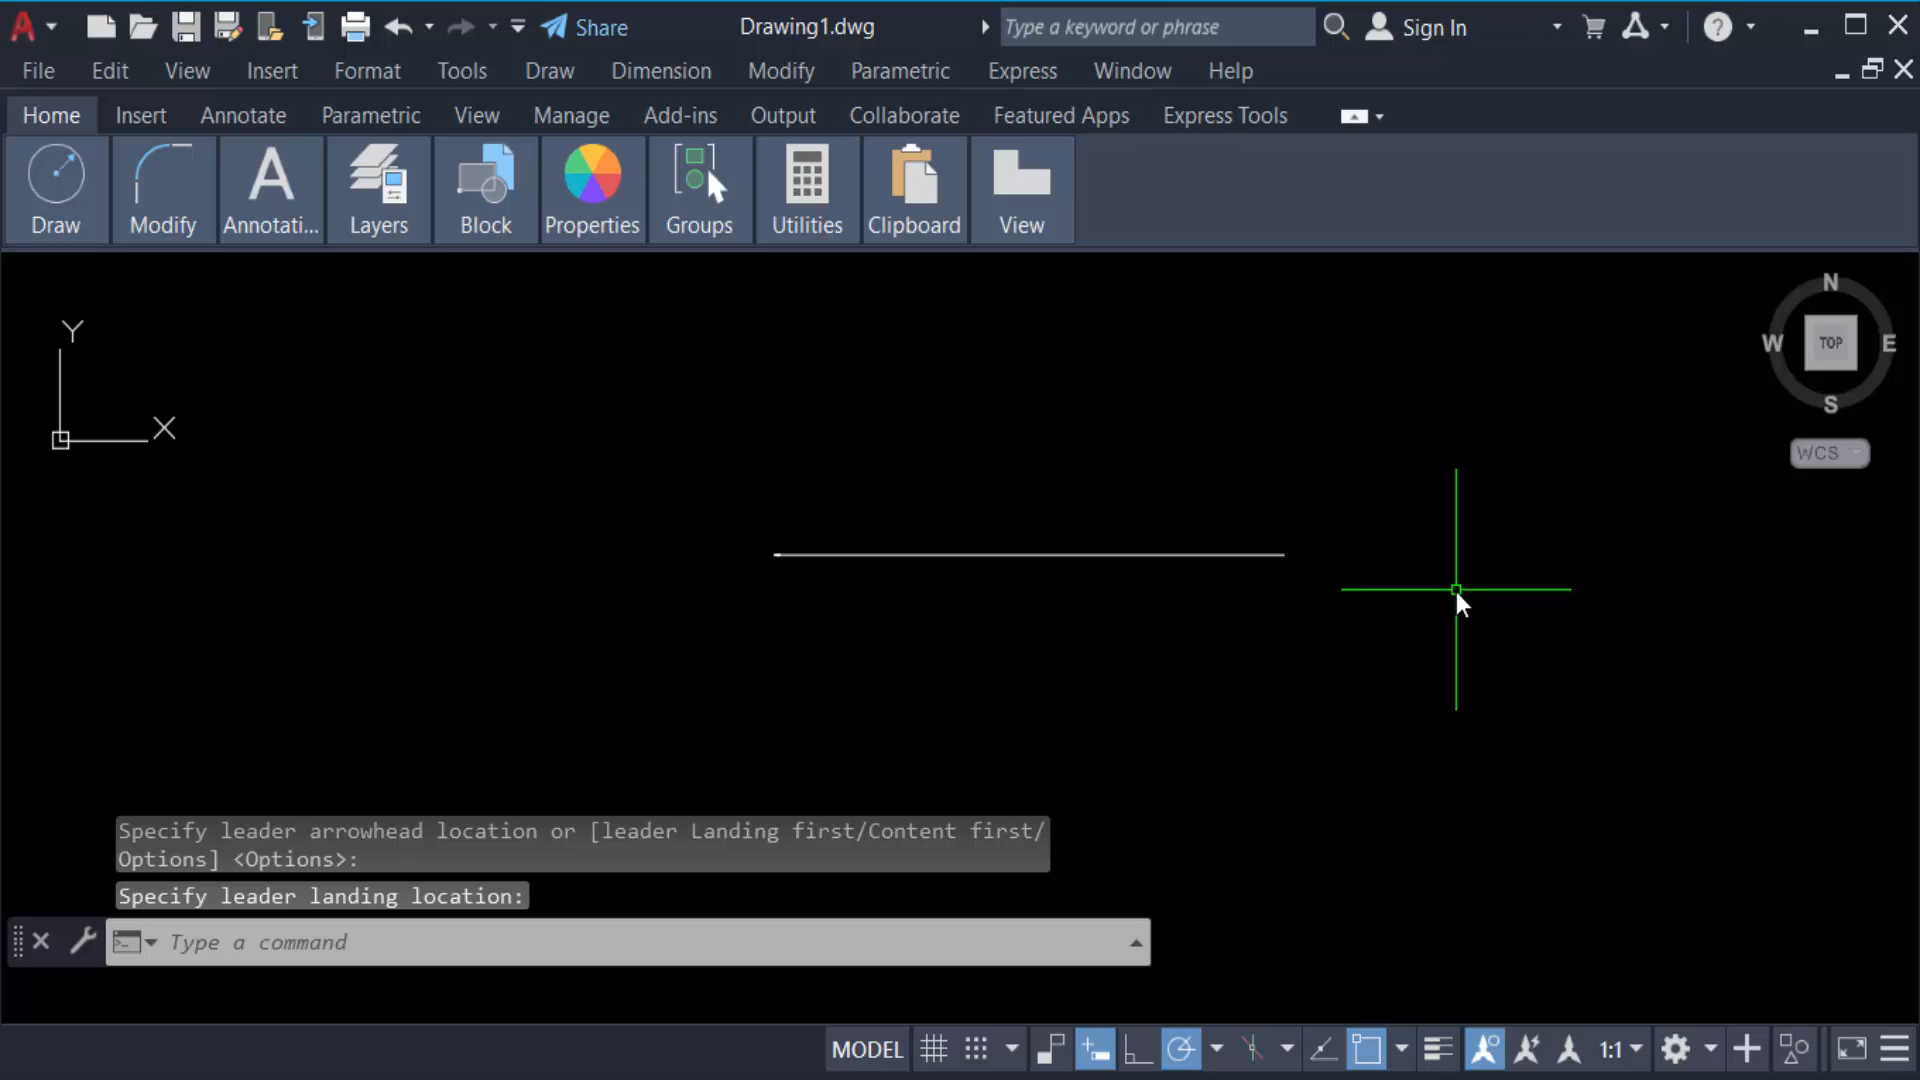 Share
Drawing1.dwg
Type a keyword or phrase
Sign In
File Edit View Insert Format Tools Draw Dimension Modify Parametric Express Window Help
Home Insert Annotate Parametric View Manage Add-ins Output Collaborate Featured Apps Express Tools
Draw Modify Annotati... Layers Block Properties Groups Utilities Clipboard View
Y
X
N
W TOP E
S
WCS
Specify leader arrowhead location or [leader Landing first/Content first/
Options] <Options>:
Specify leader landing location:
Type a command
MODEL 1:1